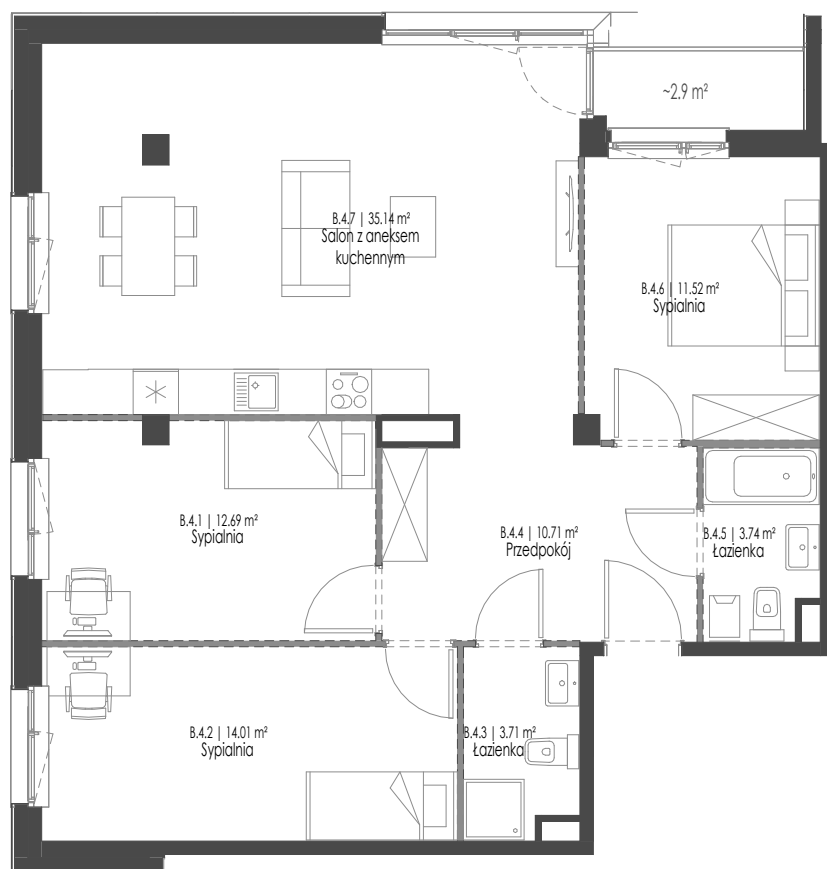 ~2.9 m²
B.4.7 | 35.14 m²
Salon z aneksem
kuchennym
B.4.6 | 11.52 m²
Sypialnia
B.4.1 | 12.69 m²
Sypialnia
B.4.4 | 10.71 m²
Przedpokój
B.4.5 | 3.74 m²
Łazienka
B.4.2 | 14.01 m²
Sypialnia
B.4.3 | 3.71 m²
Łazienka